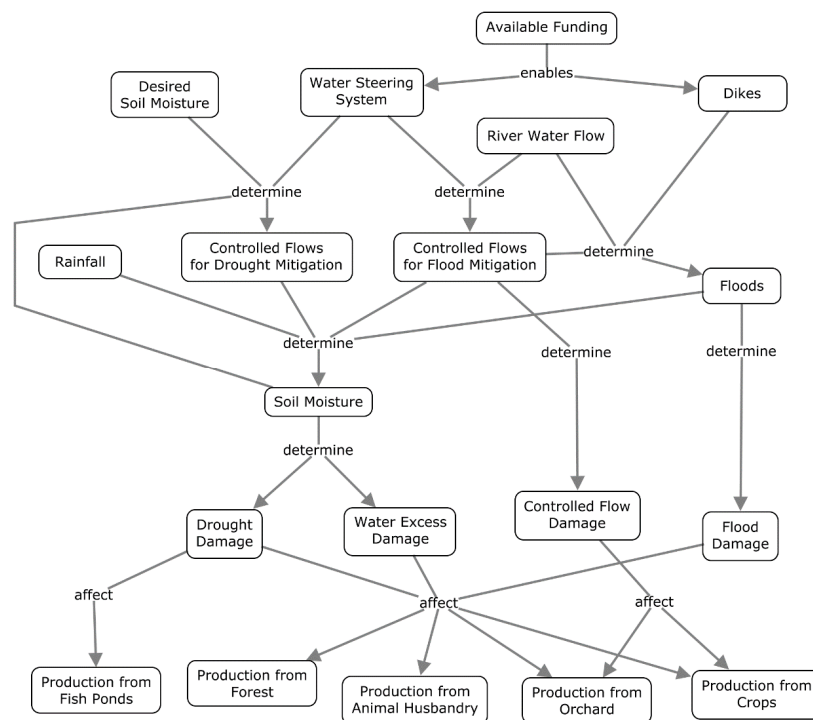 Available Funding
enables
Desired
Soil Moisture
Water Steering
System
Dikes
River Water Flow
determine
determine
determine
Rainfall
Controlled Flows
for Drought Mitigation
Controlled Flows
for Flood Mitigation
Floods
determine
determine
determine
Soil Moisture
determine
Drought
Damage
Water Excess
Damage
Controlled Flow
Damage
Flood
Damage
affect
affect
affect
Production from
Fish Ponds
Production from
Forest
Production from
Animal Husbandry
Production from
Orchard
Production from
Crops